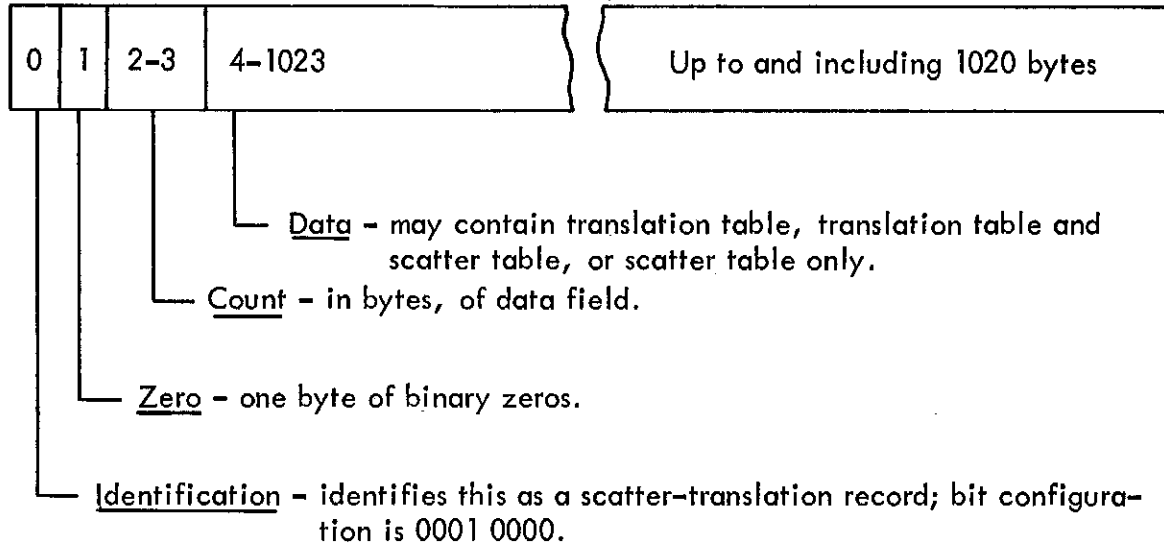 0 1 2-3 4-1023 Up to and including 1020 bytes
Data - may contain translation table, translation table and
scatter table, or scatter table only.
Count - in bytes, of data field.
Zero - one byte of binary zeros.
Identification - identifies this as a scatter-translation record; bit configura-
tion is 0001 0000.